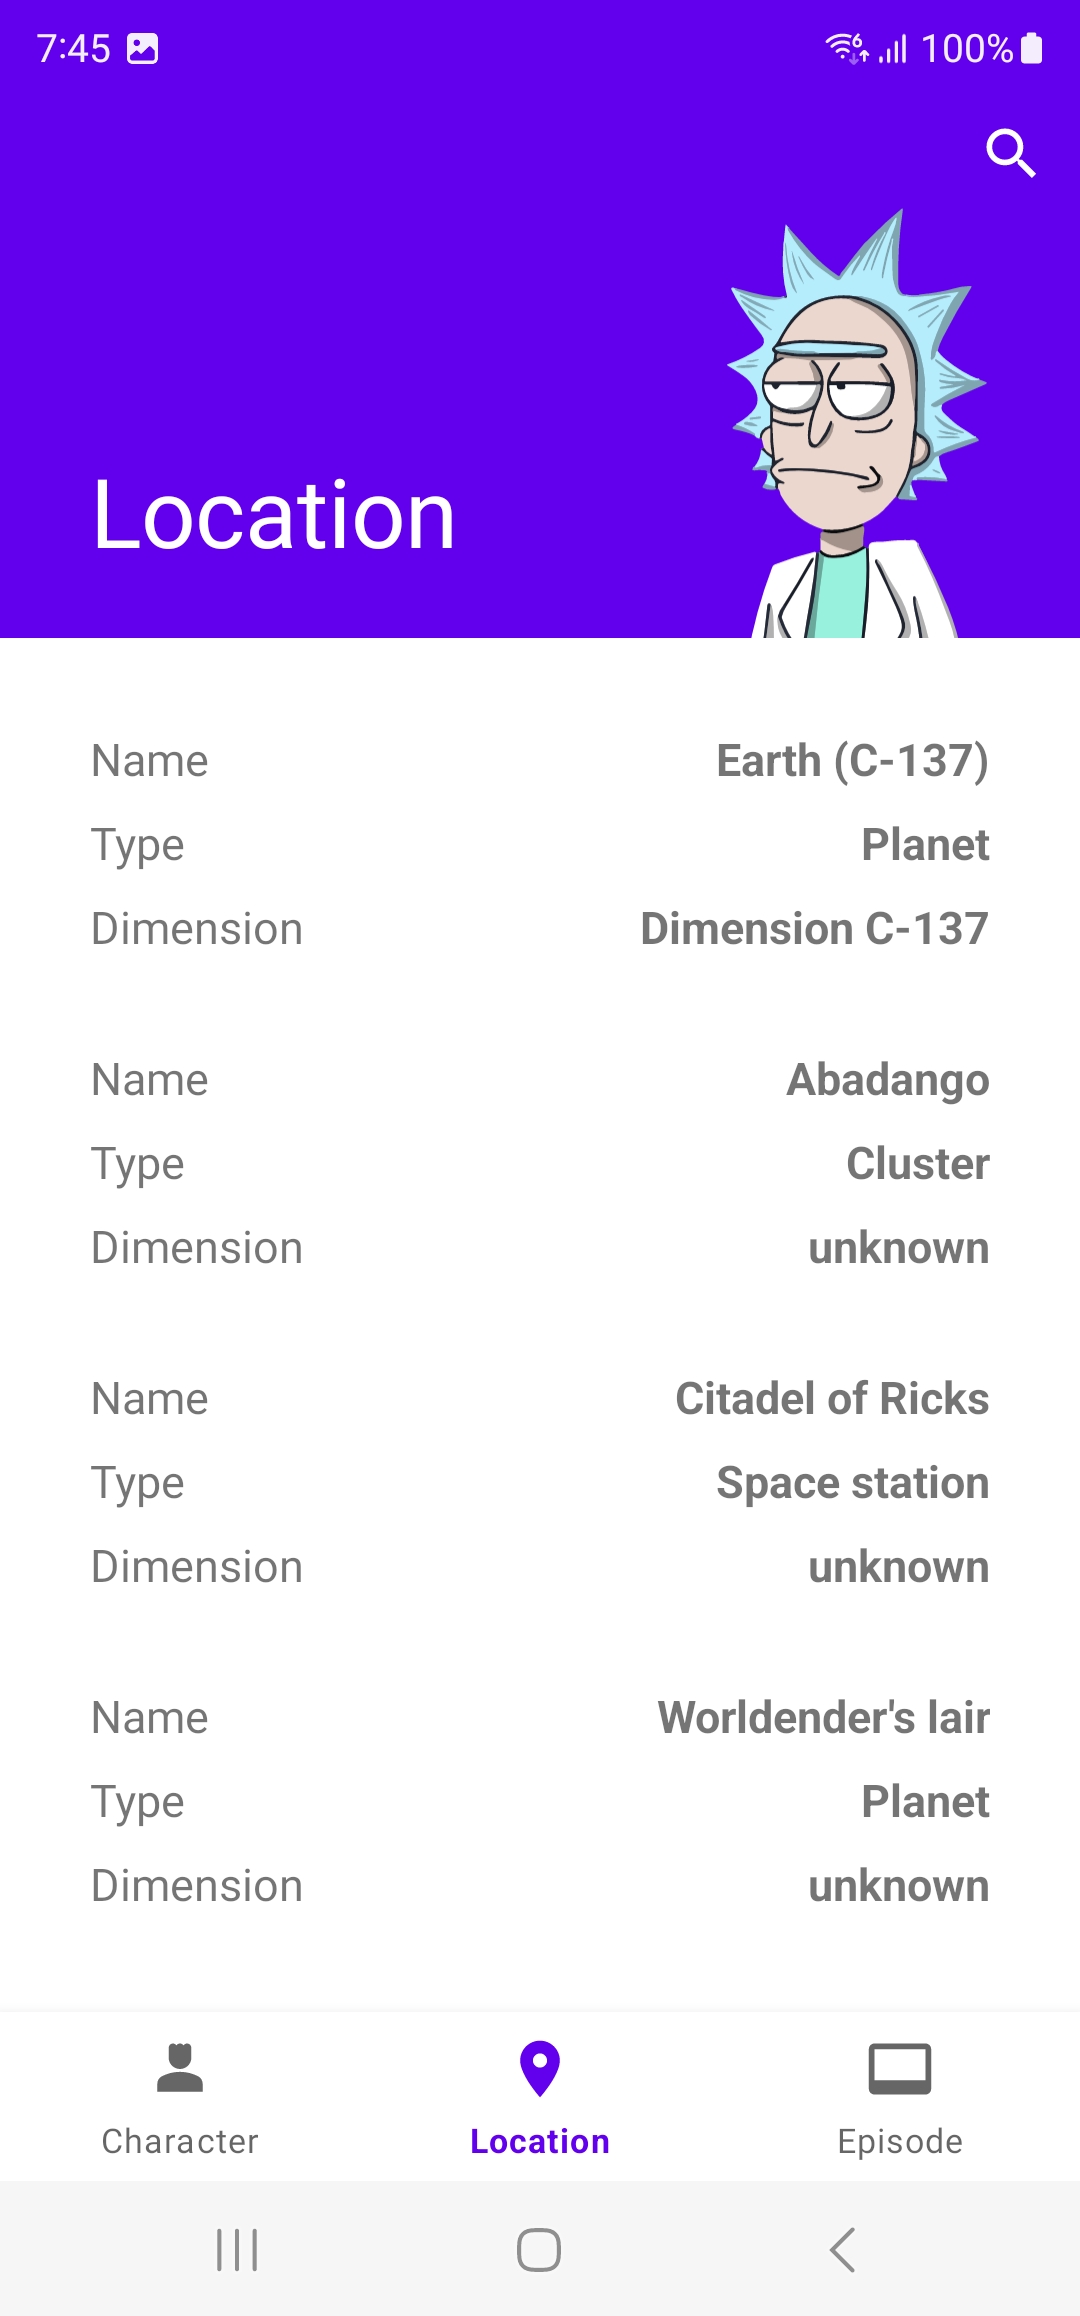 7:45
100%
Location
Name Earth (C-137)
Type Planet
Dimension Dimension C-137
Name Abadango
Type Cluster
Dimension unknown
Name Citadel of Ricks
Type Space station
Dimension unknown
Name Worldender's lair
Type Planet
Dimension unknown
Character Location Episode